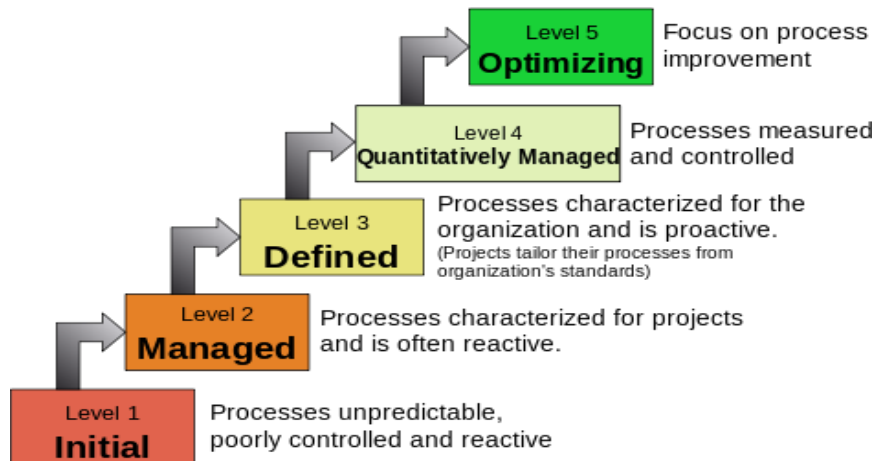 Level 5
Optimizing
Focus on process
improvement
Level 4
Quantitatively Managed
Processes measured
and controlled
Level 3
Defined
Processes characterized for the
organization and is proactive.
(Projects tailor their processes from
organization's standards)
Level 2
Managed
Processes characterized for projects
and is often reactive.
Level 1
Initial
Processes unpredictable,
poorly controlled and reactive